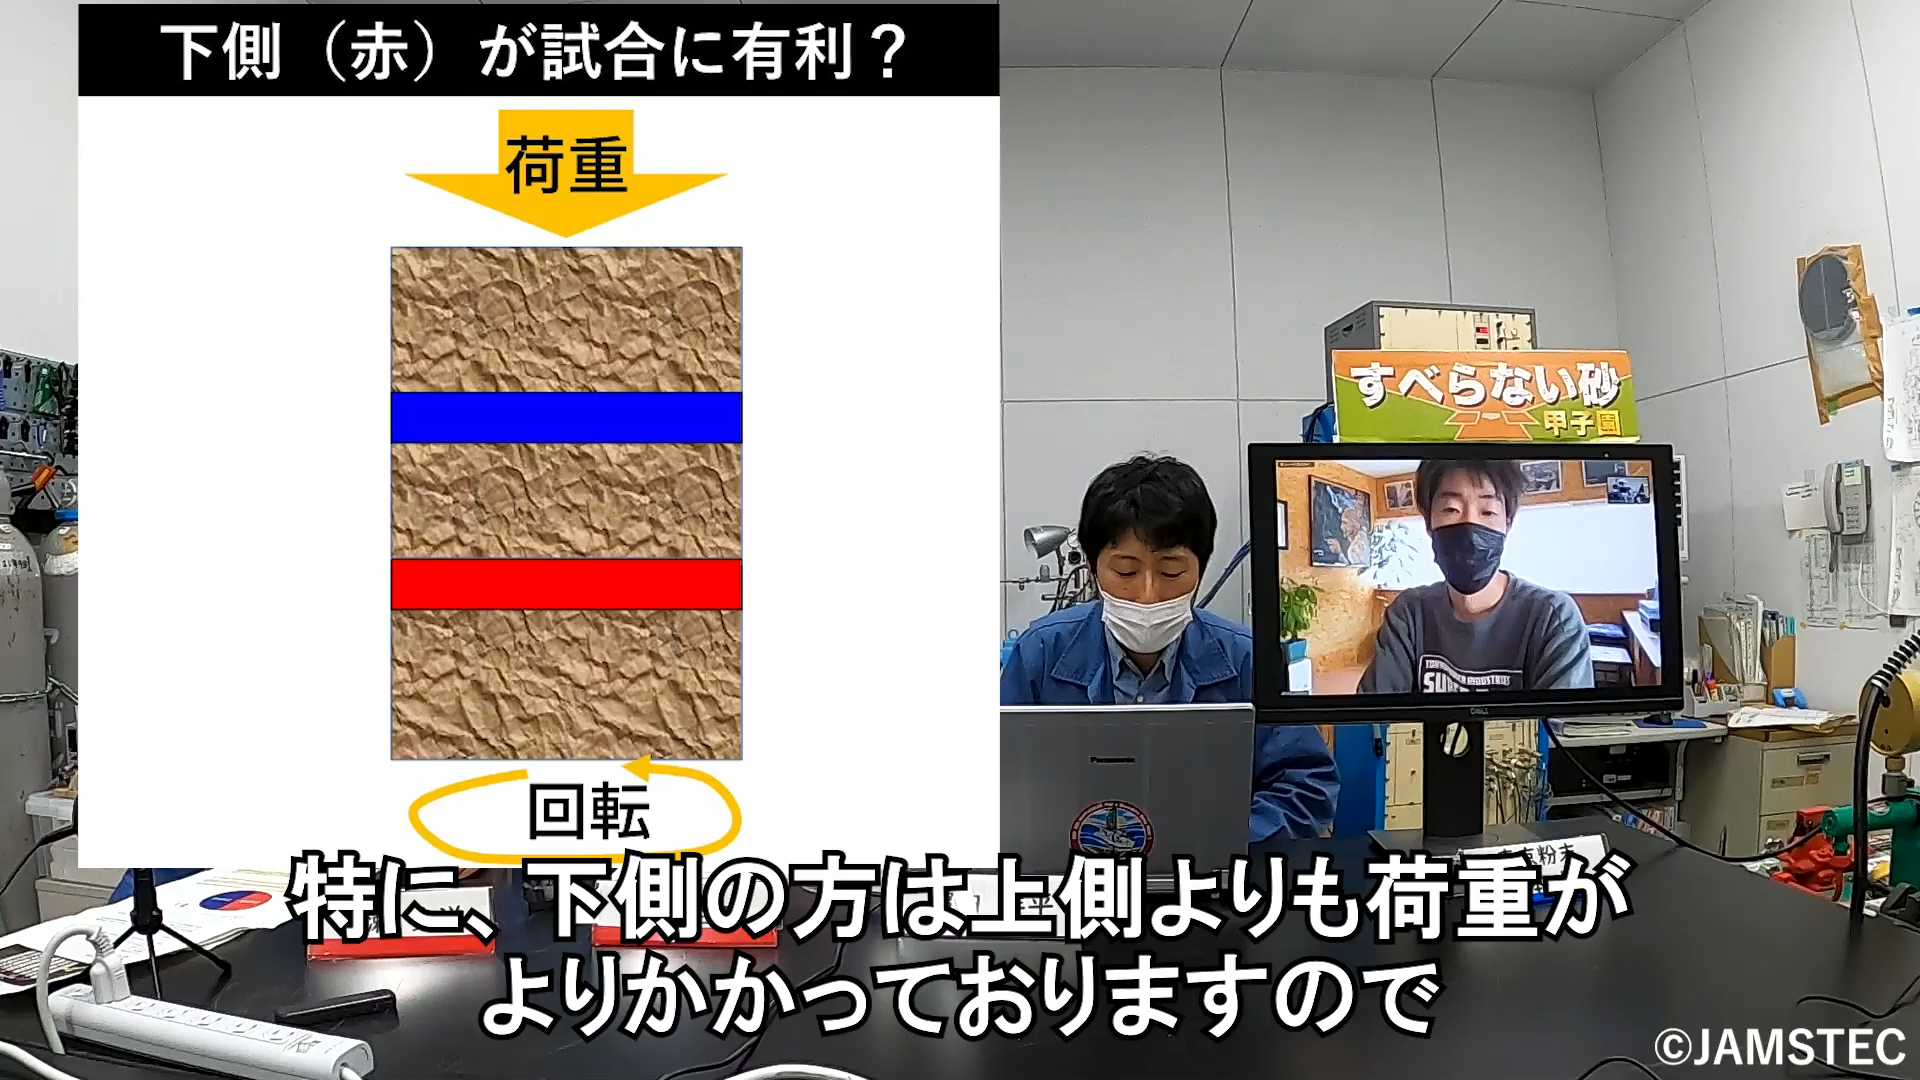 下側（赤）が試合に有利？
荷重
回転
すべらない砂
甲子園
Panasonic
DELL
特に、下側の方は上側よりも荷重が
よりかかっておりますので
©JAMSTEC